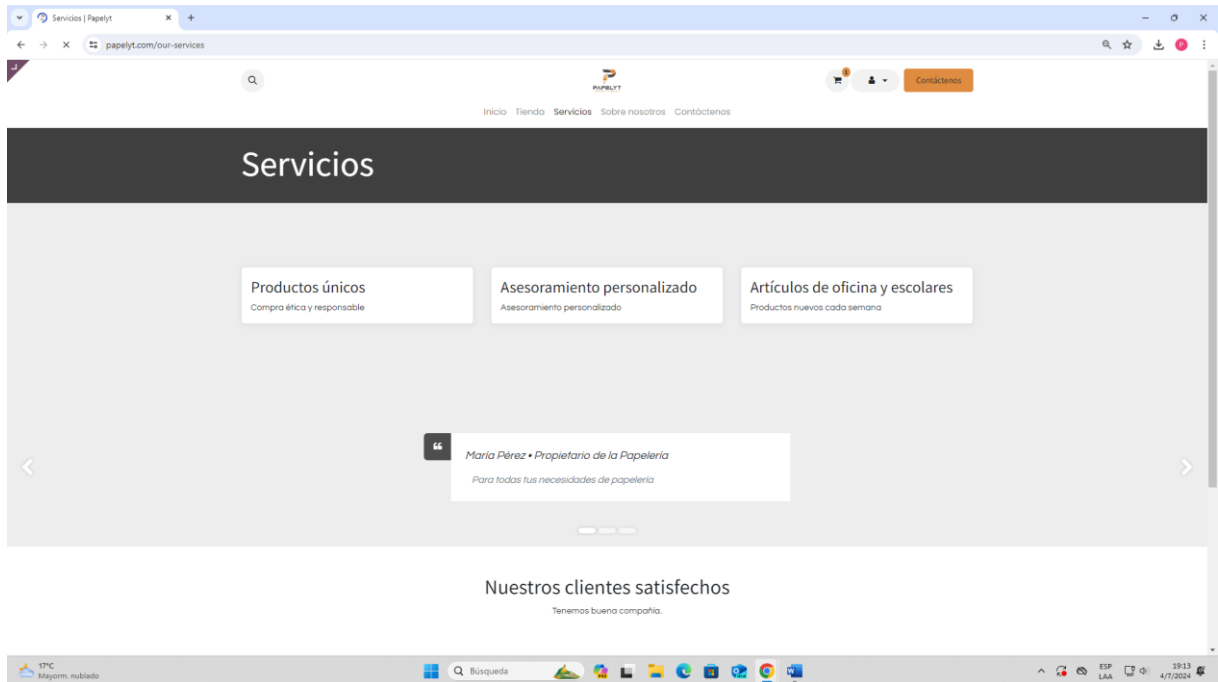 Servicios | Papelyt
papelyt.com/our-services
P
PAPELYT
1
Contáctenos
Inicio Tienda Servicios Sobre nosotros Contáctenos
Servicios
Productos únicos
Compra ética y responsable
Asesoramiento personalizado
Asesoramiento personalizado
Artículos de oficina y escolares
Productos nuevos cada semana
❝
María Pérez • Propietario de la Papelería
Para todas tus necesidades de papelería
Nuestros clientes satisfechos
Tenemos buena compañía.
17°C
Mayorm. nublado
Búsqueda
ESP
LAA
19:13
4/7/2024